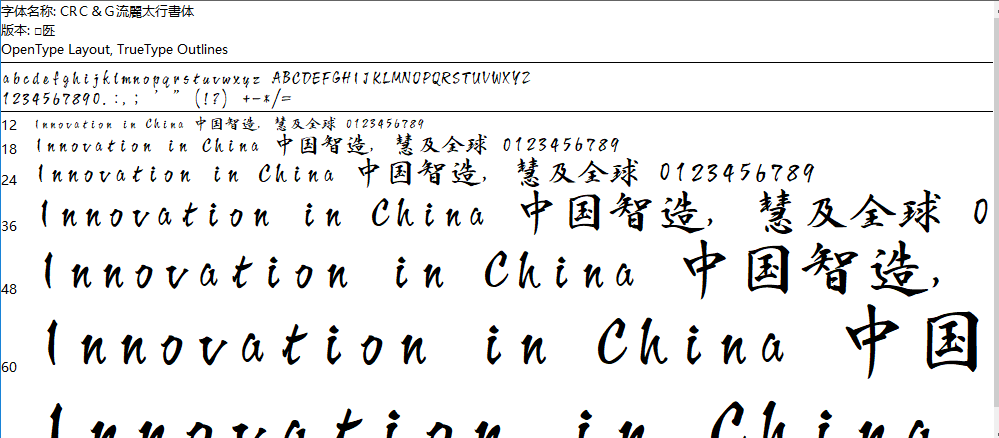 字体名称: CRC＆G流麗太行書体
版本: □医
OpenType Layout, TrueType Outlines
abcdefghijklmnopqrstuvwxyz ABCDEFGHIJKLMNOPQRSTUVWXYZ
1234567890.:,; ' " (!?) +-*/=
12 Innovation in China 中国智造，慧及全球 0123456789
18 Innovation in China 中国智造，慧及全球 0123456789
24 Innovation in China 中国智造，慧及全球 0123456789
36 Innovation in China 中国智造，慧及全球 0
48 Innovation in China 中国智造，
60 Innovation in China 中国
Innovation in China